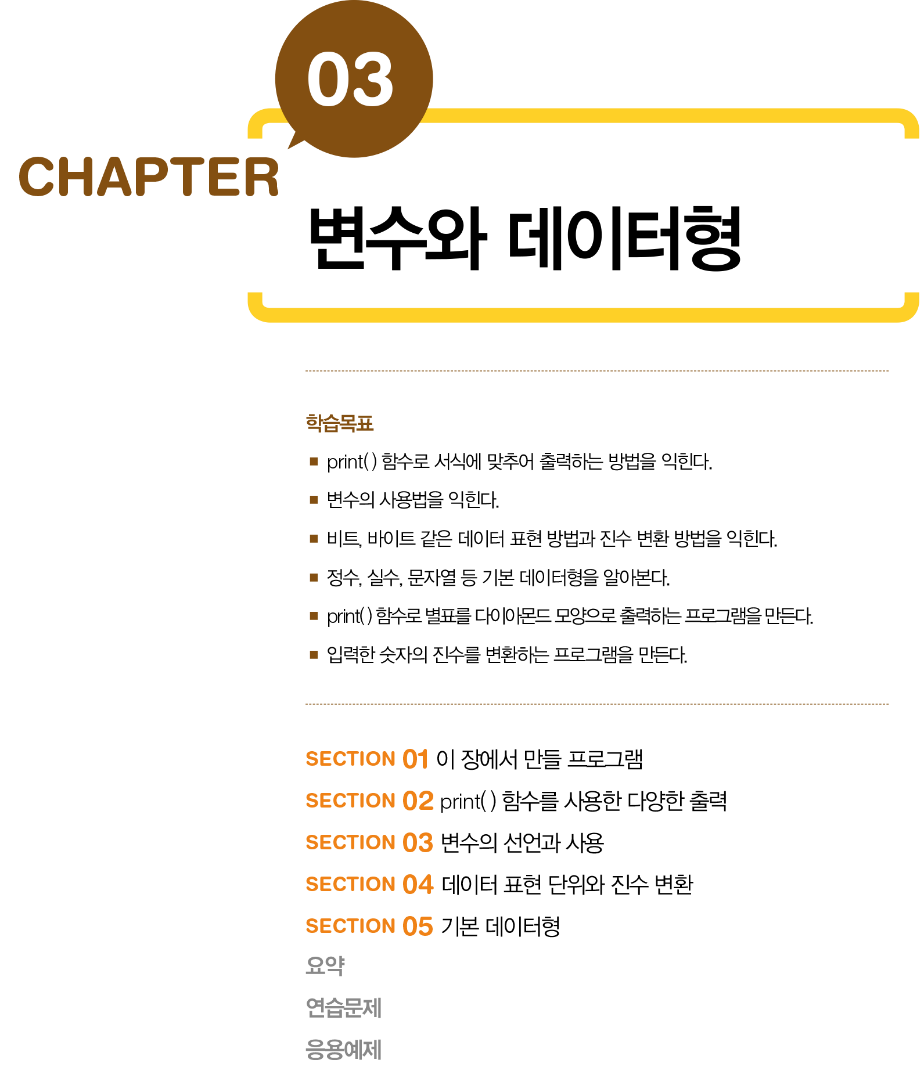 03
CHAPTER
변수와 데이터형
학습목표
■ print( ) 함수로 서식에 맞추어 출력하는 방법을 익힌다.
■ 변수의 사용법을 익힌다.
■ 비트, 바이트 같은 데이터 표현 방법과 진수 변환 방법을 익힌다.
■ 정수, 실수, 문자열 등 기본 데이터형을 알아본다.
■ print( ) 함수로 별표를 다이아몬드 모양으로 출력하는 프로그램을 만든다.
■ 입력한 숫자의 진수를 변환하는 프로그램을 만든다.
SECTION 01 이 장에서 만들 프로그램
SECTION 02 print( ) 함수를 사용한 다양한 출력
SECTION 03 변수의 선언과 사용
SECTION 04 데이터 표현 단위와 진수 변환
SECTION 05 기본 데이터형
요약
연습문제
응용예제